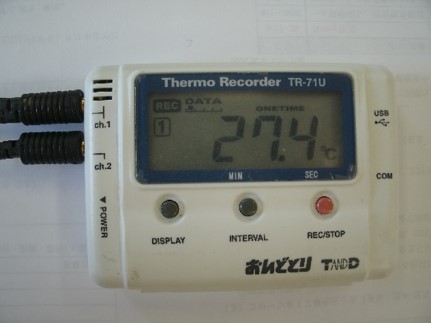 Thermo Recorder TR-71U
REC DATA
ONETIME
1
27.4 °C
MIN SEC
ch.1
ch.2
▼ POWER
USB
COM
DISPLAY INTERVAL REC/STOP
おんどとり TANDD